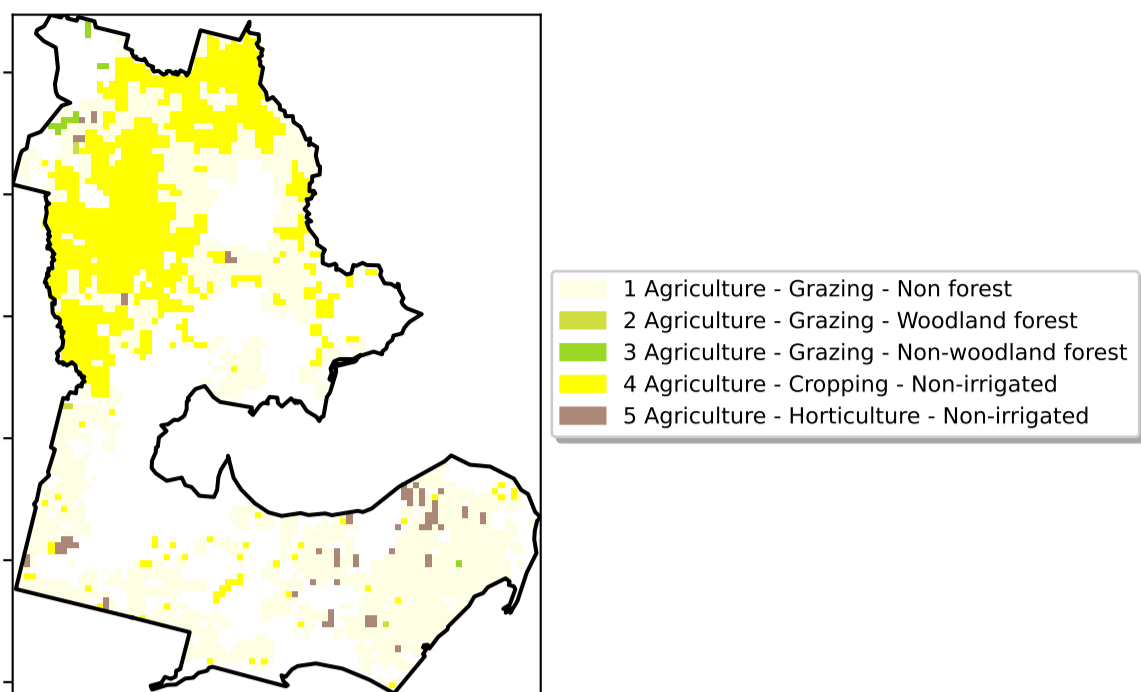 1 Agriculture - Grazing - Non forest
2 Agriculture - Grazing - Woodland forest
3 Agriculture - Grazing - Non-woodland forest
4 Agriculture - Cropping - Non-irrigated
5 Agriculture - Horticulture - Non-irrigated